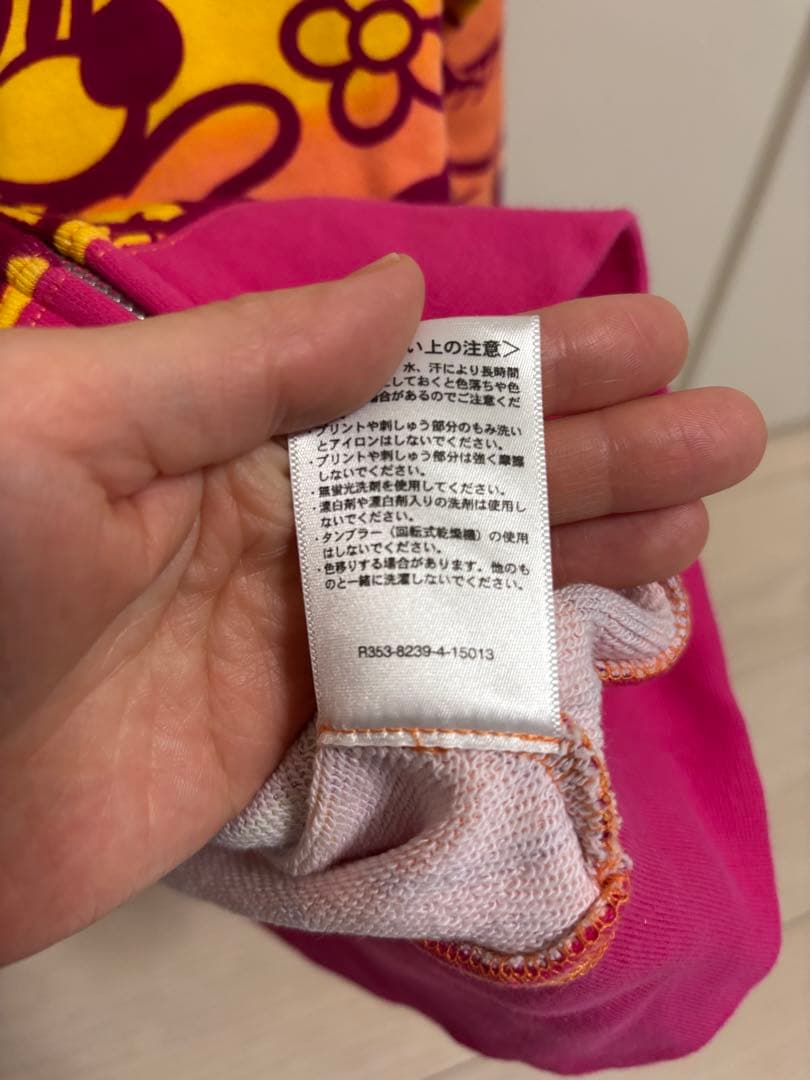 い上の注意>
水、汗により長時間
しておくと色落ちや色
場合があるのでご注意くだ
・プリントや刺しゅう部分のもみ洗い
とアイロンはしないでください。
・プリントや刺しゅう部分は強く摩擦
しないでください。
・無蛍光洗剤を使用してください。
・漂白剤や漂白剤入りの洗剤は使用し
ないでください。
・タンブラー（回転式乾燥機）の使用
はしないでください。
・色移りする場合があります。他のも
のと一緒に洗濯しないでください。
R353-8239-4-15013